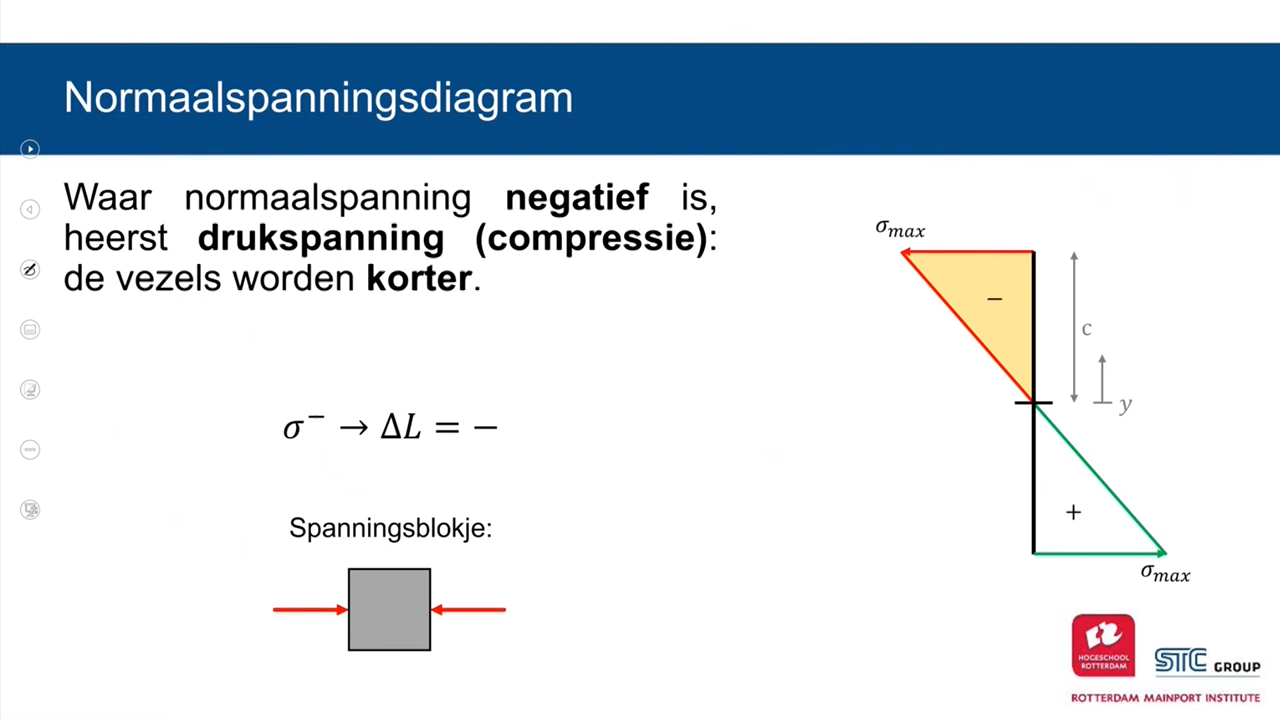 Normaalspanningsdiagram
Waar normaalspanning negatief is,
heerst drukspanning (compressie):
de vezels worden korter.
σ⁻ → ΔL = −
Spanningsblokje:
σₘₐₓ
−
c
y
+
σₘₐₓ
HOGESCHOOL
ROTTERDAM
STC GROUP
ROTTERDAM MAINPORT INSTITUTE